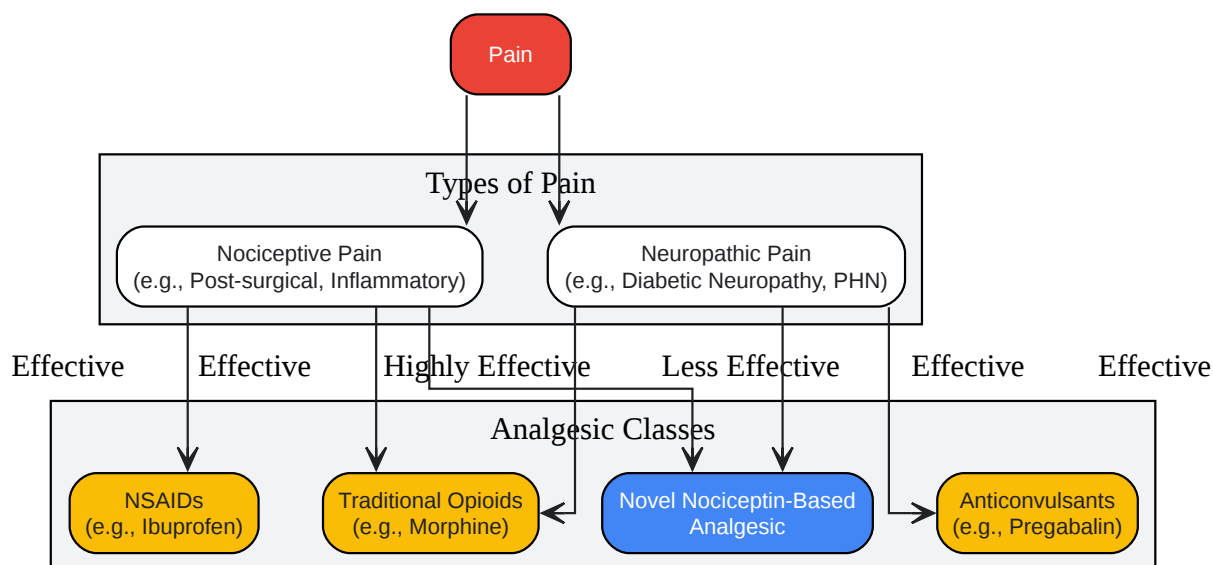 Pain
Types of Pain
Nociceptive Pain
(e.g., Post-surgical, Inflammatory)
Neuropathic Pain
(e.g., Diabetic Neuropathy, PHN)
Effective
Effective
Highly Effective
Less Effective
Effective
Effective
Analgesic Classes
NSAIDs
(e.g., Ibuprofen)
Traditional Opioids
(e.g., Morphine)
Novel Nociceptin-Based
Analgesic
Anticonvulsants
(e.g., Pregabalin)